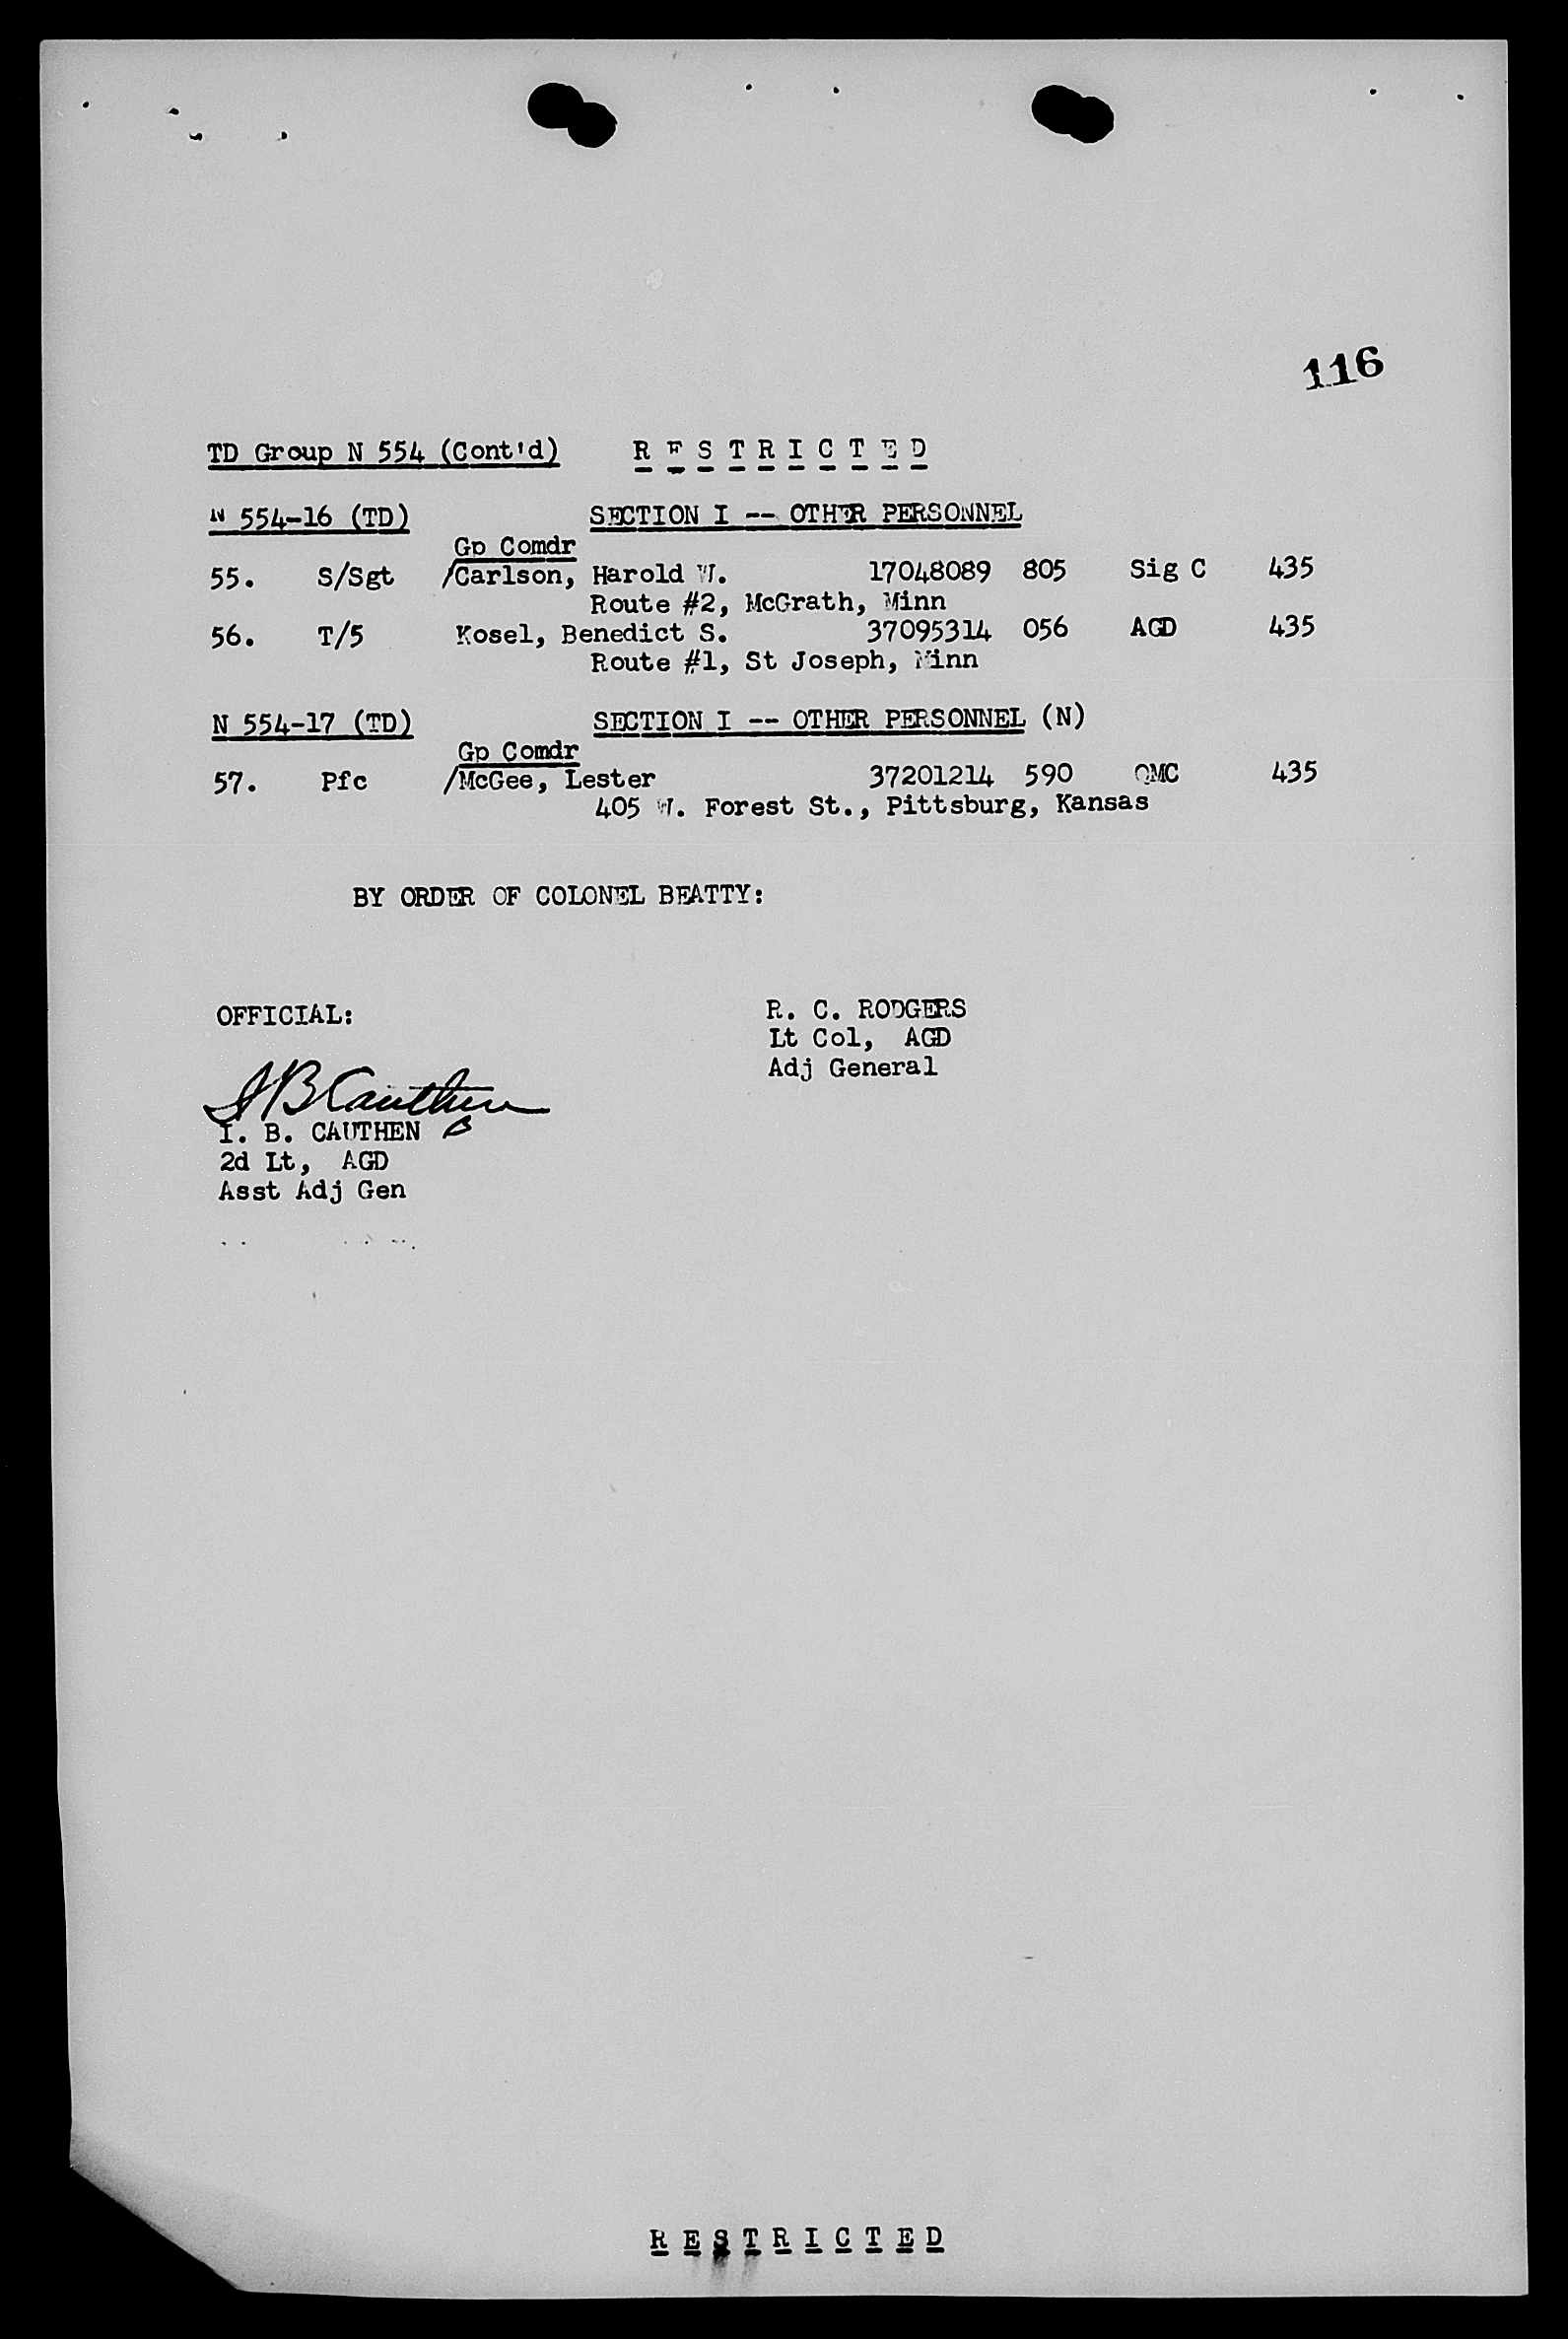 116
TD Group N 554 (Cont'd) R E S T R I C T E D
N 554-16 (TD) SECTION I -- OTHER PERSONNEL
Gp Comdr
55. S/Sgt /Carlson, Harold W. 17048089 805 Sig C 435
Route #2, McGrath, Minn
56. T/5 Kosel, Benedict S. 37095314 056 AGD 435
Route #1, St Joseph, Minn
N 554-17 (TD) SECTION I -- OTHER PERSONNEL (N)
Gp Comdr
57. Pfc /McGee, Lester 37201214 590 QMC 435
405 W. Forest St., Pittsburg, Kansas
BY ORDER OF COLONEL BEATTY:
OFFICIAL: R. C. RODGERS
Lt Col, AGD
Adj General
I B Cauthen
I. B. CAUTHEN
2d Lt, AGD
Asst Adj Gen
R E S T R I C T E D